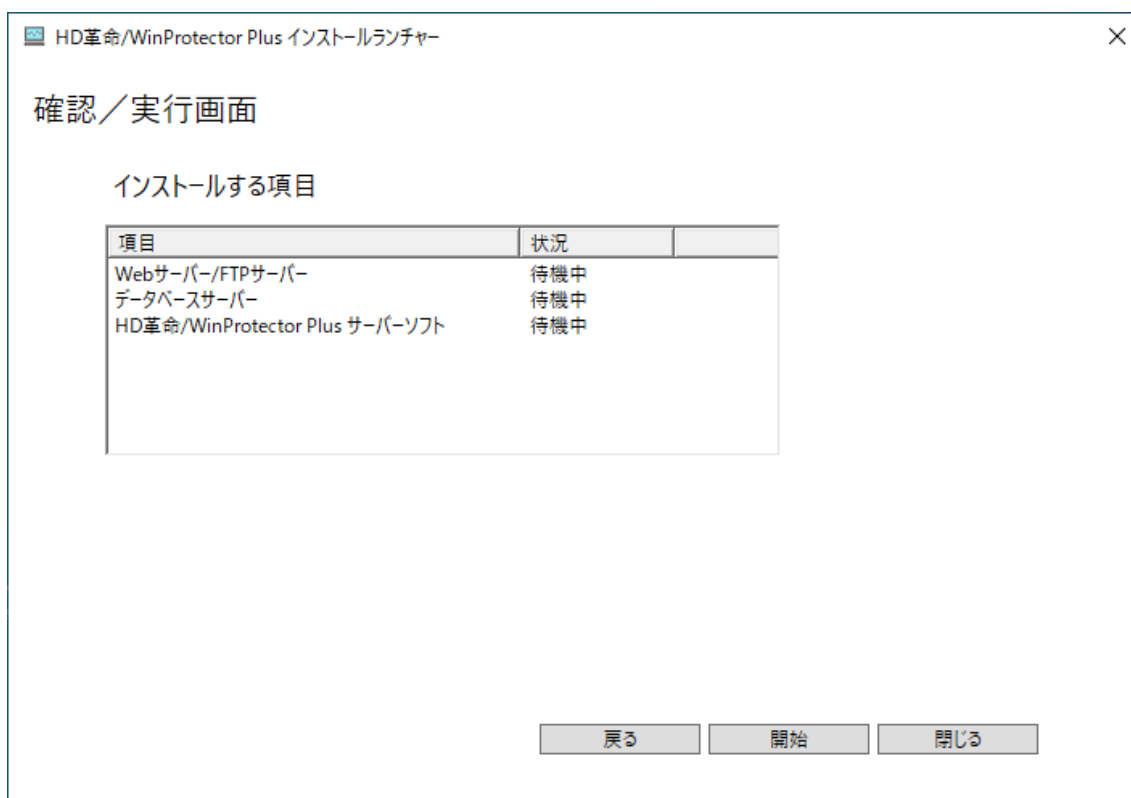 HD革命/WinProtector Plus インストールランチャー
確認／実行画面
インストールする項目
項目 状況
Webサーバー/FTPサーバー 待機中
データベースサーバー 待機中
HD革命/WinProtector Plus サーバーソフト 待機中
戻る 開始 閉じる